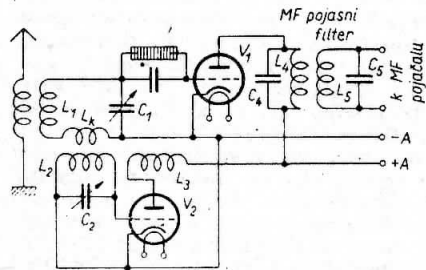 MF pojasni
filter
V₁
L₄
C₄
L₅
C₅
k MF
pojačalu
L₁
Lₖ
C₁
−A
+A
L₂
L₃
C₂
V₂